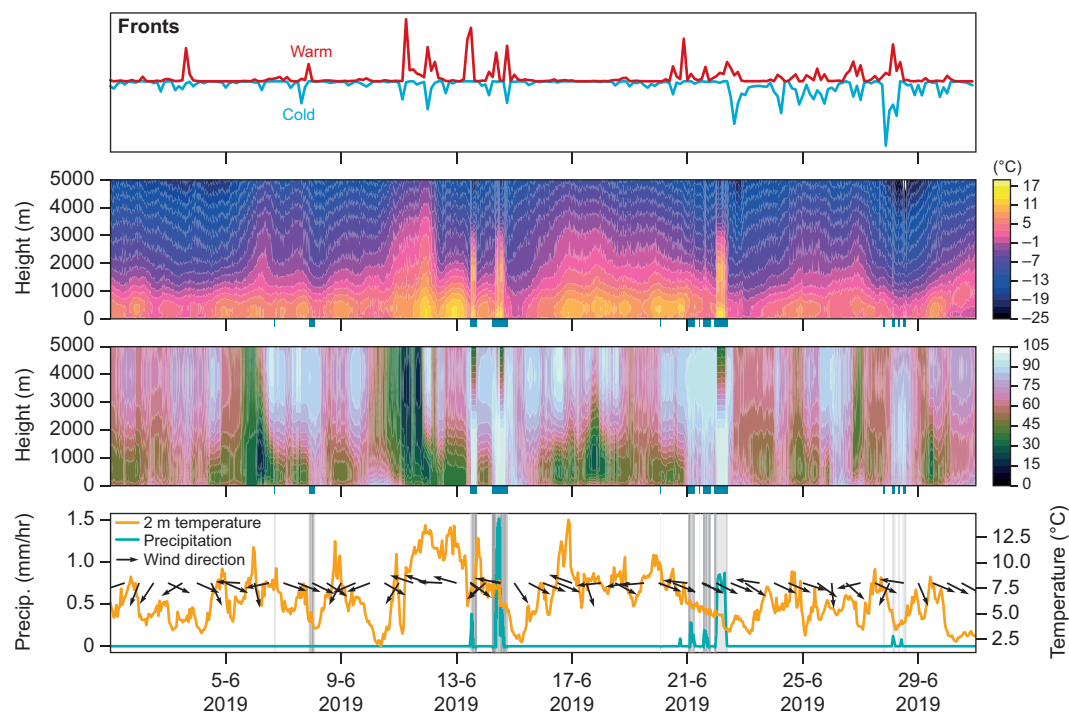 Fronts
Warm
Cold
(°C)
5000
4000
3000
2000
1000
0
Height (m)
17
11
5
−1
−7
−13
−19
−25
5000
4000
3000
2000
1000
0
Height (m)
105
90
75
60
45
30
15
0
1.5
1.0
0.5
0
Precip. (mm/hr)
2 m temperature
Precipitation
Wind direction
12.5
10.0
7.5
5.0
2.5
Temperature (°C)
5-6 9-6 13-6 17-6 21-6 25-6 29-6
2019 2019 2019 2019 2019 2019 2019